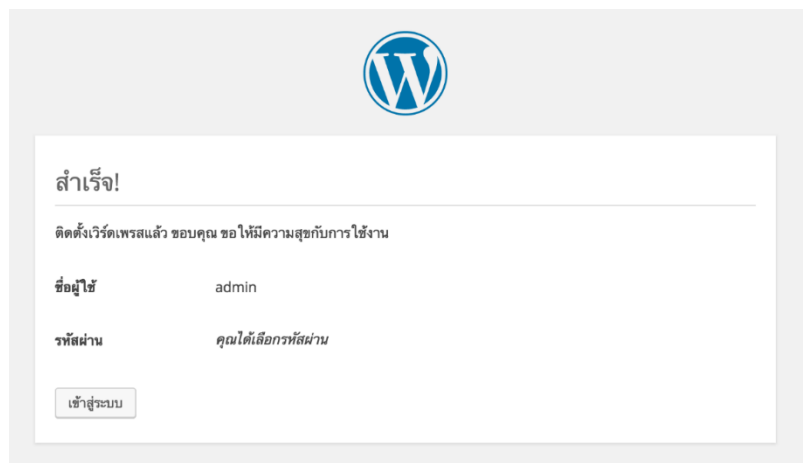 สำเร็จ!
ติดตั้งเวิร์ดเพรสแล้ว ขอบคุณ ขอให้มีความสุขกับการใช้งาน
ชื่อผู้ใช้ admin
รหัสผ่าน คุณได้เลือกรหัสผ่าน
เข้าสู่ระบบ